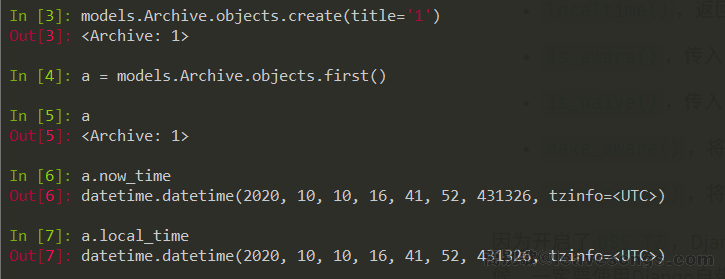 In [3]: models.Archive.objects.create(title='1')
Out[3]: <Archive: 1>
In [4]: a = models.Archive.objects.first()
In [5]: a
Out[5]: <Archive: 1>
In [6]: a.now_time
Out[6]: datetime.datetime(2020, 10, 10, 16, 41, 52, 431326, tzinfo=<UTC>)
In [7]: a.local_time
Out[7]: datetime.datetime(2020, 10, 10, 16, 41, 52, 431326, tzinfo=<UTC>)